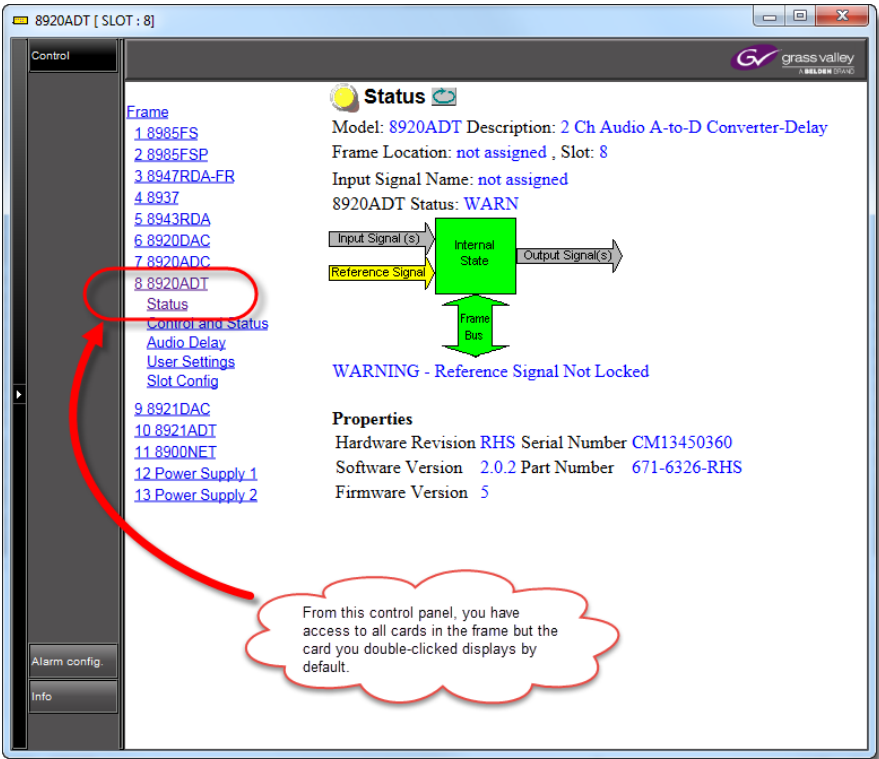 8920ADT [ SLOT : 8]
Control
grass valley
A BELDEN BRAND
Frame
1 8985FS
2 8985FSP
3 8947RDA-FR
4 8937
5 8943RDA
6 8920DAC
7 8920ADC
8 8920ADT
Status
Control and Status
Audio Delay
User Settings
Slot Config
9 8921DAC
10 8921ADT
11 8900NET
12 Power Supply 1
13 Power Supply 2
Status
Model: 8920ADT Description: 2 Ch Audio A-to-D Converter-Delay
Frame Location: not assigned , Slot: 8
Input Signal Name: not assigned
8920ADT Status: WARN
Input Signal (s)
Reference Signal
Internal
State
Output Signal(s)
Frame
Bus
WARNING - Reference Signal Not Locked
Properties
Hardware Revision RHS Serial Number CM13450360
Software Version 2.0.2 Part Number 671-6326-RHS
Firmware Version 5
From this control panel, you have
access to all cards in the frame but the
card you double-clicked displays by
default.
Alarm config.
Info